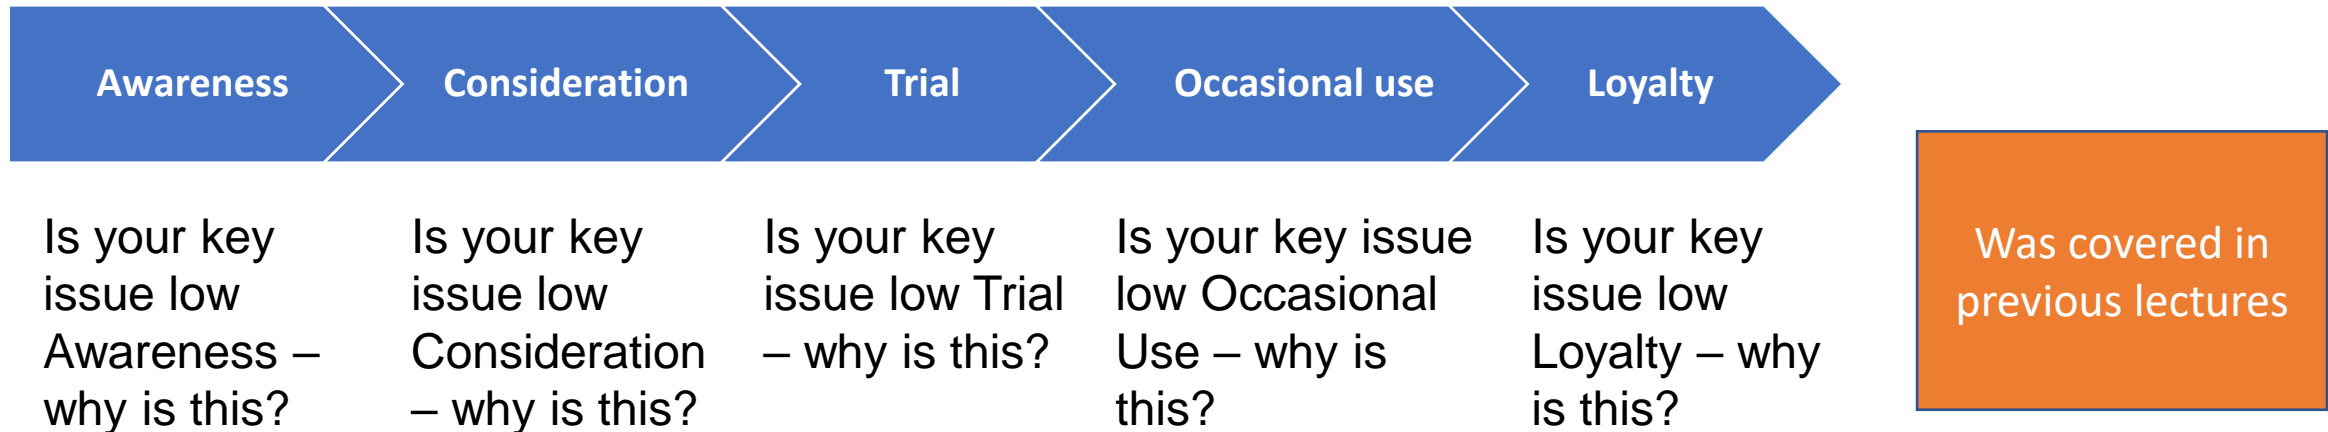 Awareness
Consideration
Trial
Occasional use
Loyalty
Is your key
issue low
Awareness –
why is this?
Is your key
issue low
Consideration
– why is this?
Is your key
issue low Trial
– why is this?
Is your key issue
low Occasional
Use – why is
this?
Is your key
issue low
Loyalty – why
is this?
Was covered in
previous lectures